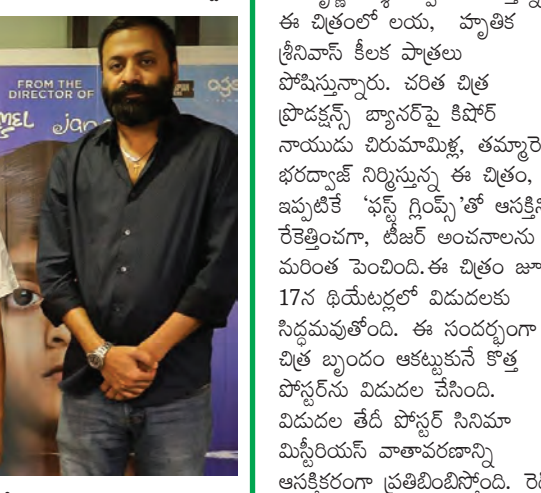 FROM THE
DIRECTOR OF
MEL
ఈ చిత్రంలో లయ, హృతిక
శ్రీనివాస్ కీలక పాత్రలు
పోషిస్తున్నారు. చరిత చిత్ర
ప్రొడక్షన్స్ బ్యానర్‌పై కిషోర్
నాయుడు చిరుమామిళ్ల, తమ్మారె
భరద్వాజ్ నిర్మిస్తున్న ఈ చిత్రం,
ఇప్పటికే 'ఫస్ట్ గ్లింప్స్'తో ఆసక్తిని
రేకెత్తించగా, టీజర్ అంచనాలను
మరింత పెంచింది. ఈ చిత్రం జూ
17న థియేటర్లలో విడుదలకు
సిద్ధమవుతోంది. ఈ సందర్భంగా
చిత్ర బృందం ఆకట్టుకునే కొత్త
పోస్టర్‌ను విడుదల చేసింది.
విడుదల తేదీ పోస్టర్ సినిమా
మిస్టీరియస్ వాతావరణాన్ని
ఆసక్తికరంగా ప్రతిబింబిస్తోంది.